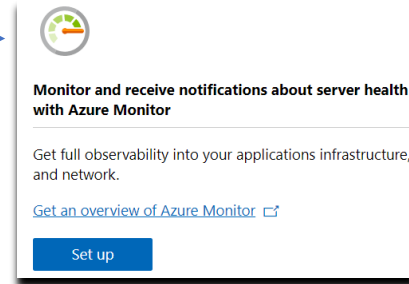 Monitor and receive notifications about server health
with Azure Monitor
Get full observability into your applications infrastructure,
and network.
Get an overview of Azure Monitor
Set up